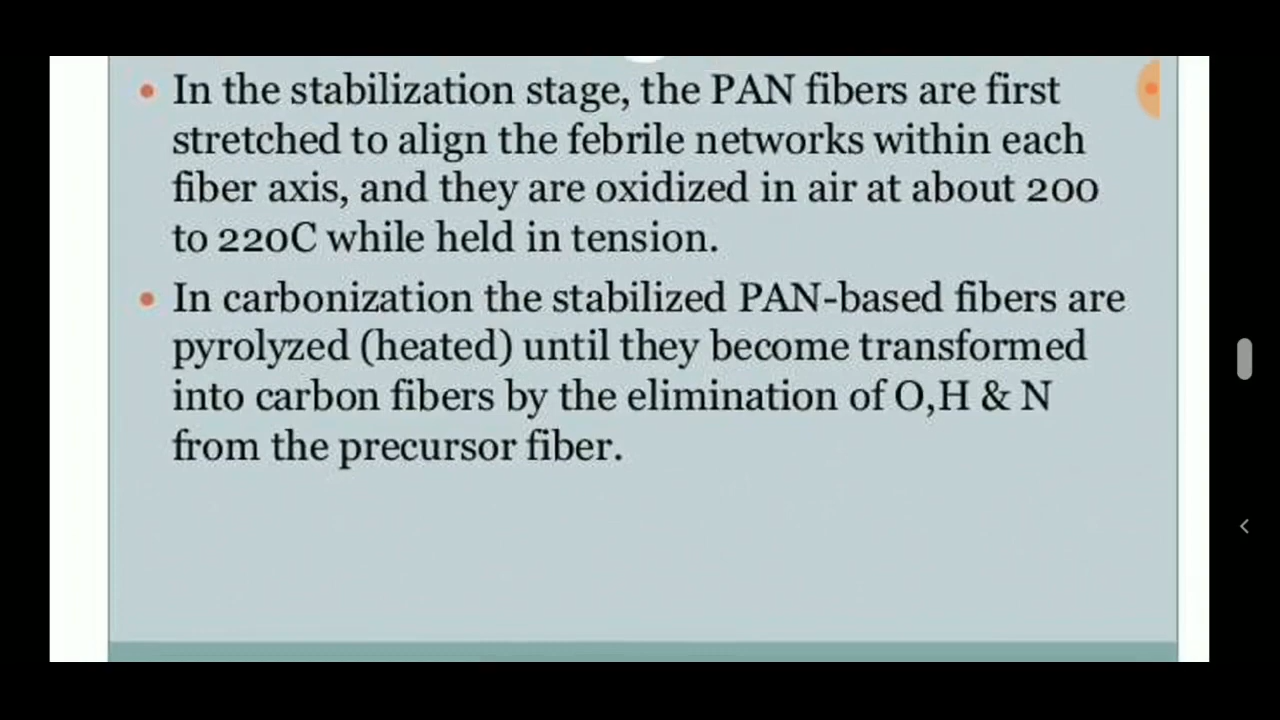 In the stabilization stage, the PAN fibers are first
stretched to align the febrile networks within each
fiber axis, and they are oxidized in air at about 200
to 220C while held in tension.
In carbonization the stabilized PAN-based fibers are
pyrolyzed (heated) until they become transformed
into carbon fibers by the elimination of O,H & N
from the precursor fiber.